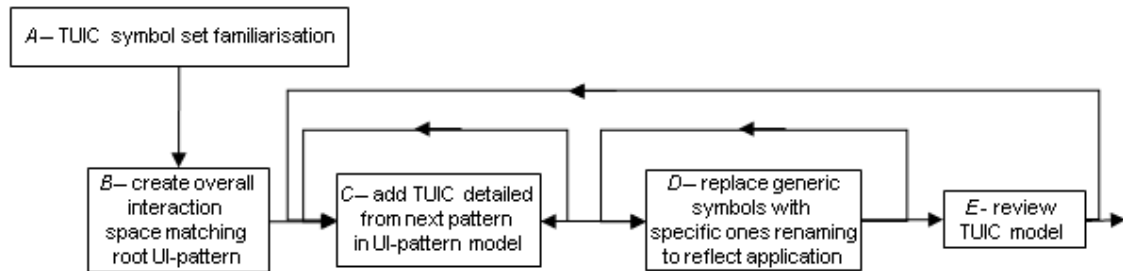 A– TUIC symbol set familiarisation
B– create overall
interaction
space matching
root UI-pattern
C– add TUIC detailed
from next pattern
in UI-pattern model
D– replace generic
symbols with
specific ones renaming
to reflect application
E- review
TUIC model